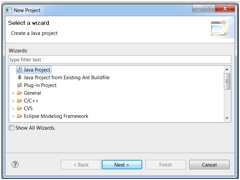 New Project
Select a wizard
Create a Java project
Wizards:
type filter text
Java Project
Java Project from Existing Ant Buildfile
Plug-in Project
General
C/C++
CVS
Eclipse Modeling Framework
Show All Wizards.
< Back
Next >
Finish
Cancel